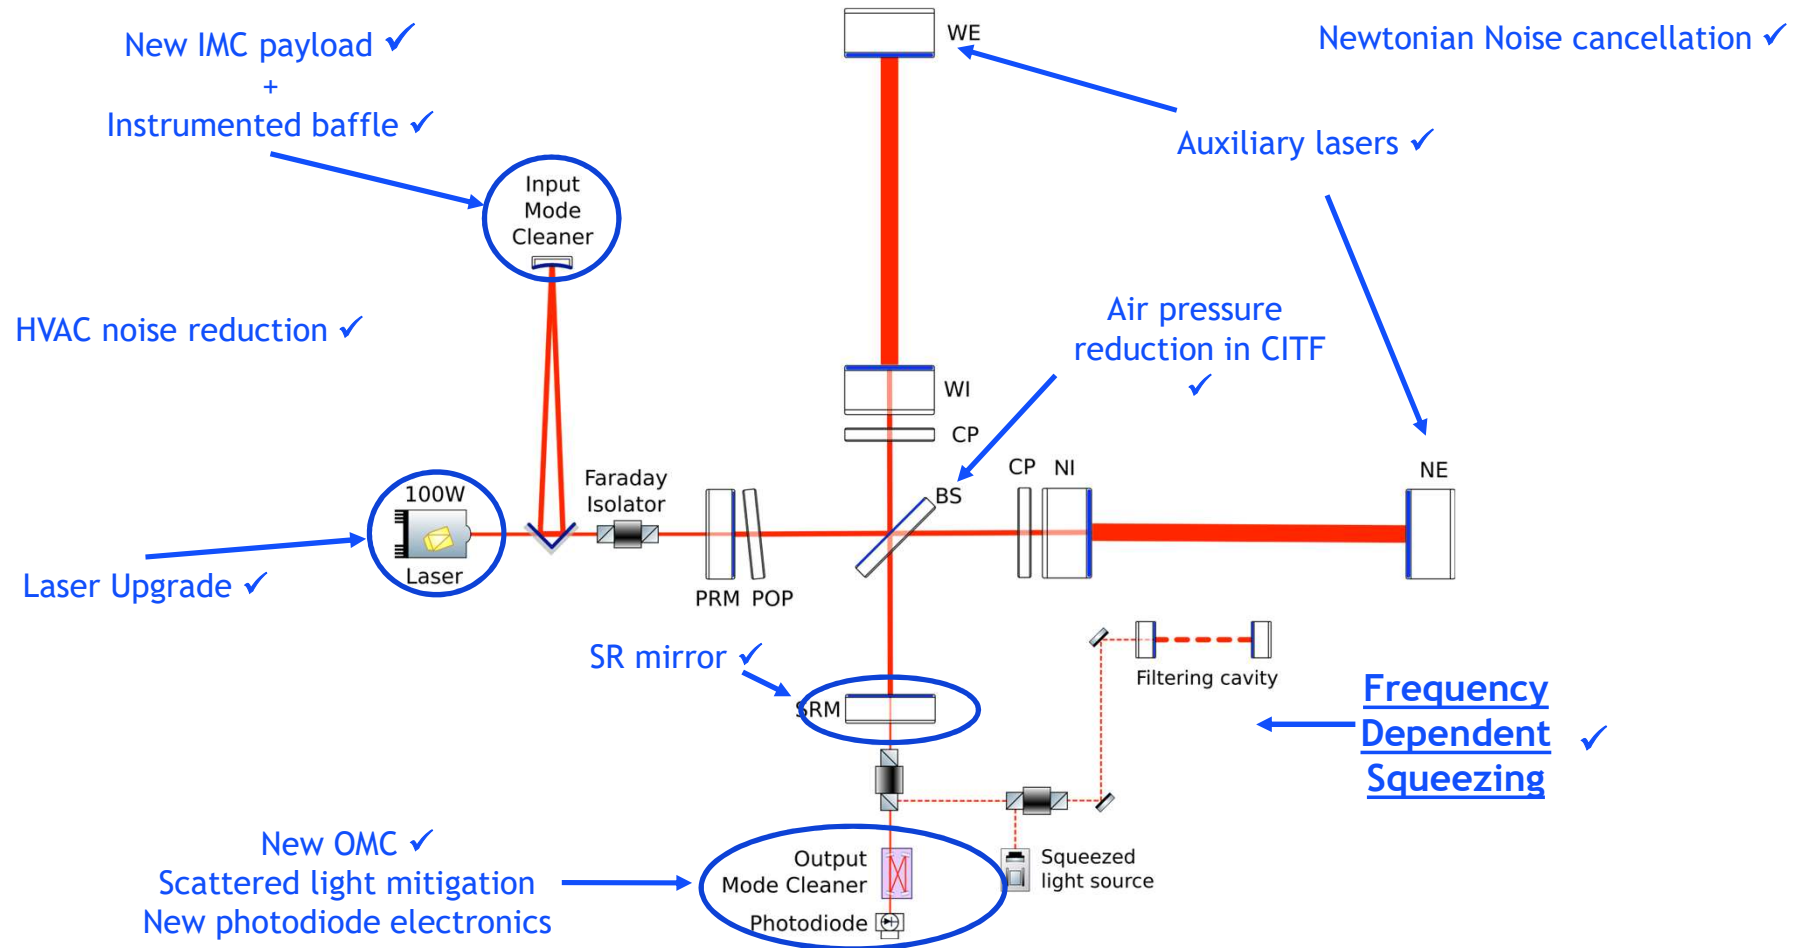 New IMC payload ✓
+
Instrumented baffle ✓
WE
Newtonian Noise cancellation ✓
Auxiliary lasers ✓
Input
Mode
Cleaner
HVAC noise reduction ✓
Air pressure
reduction in CITF
✓
WI
CP
100W
Laser
Faraday
Isolator
BS
CP NI
NE
Laser Upgrade ✓
PRM POP
SR mirror ✓
SRM
Filtering cavity
Frequency
Dependent ✓
Squeezing
New OMC ✓
Scattered light mitigation
New photodiode electronics
Output
Mode Cleaner
Photodiode
Squeezed
light source